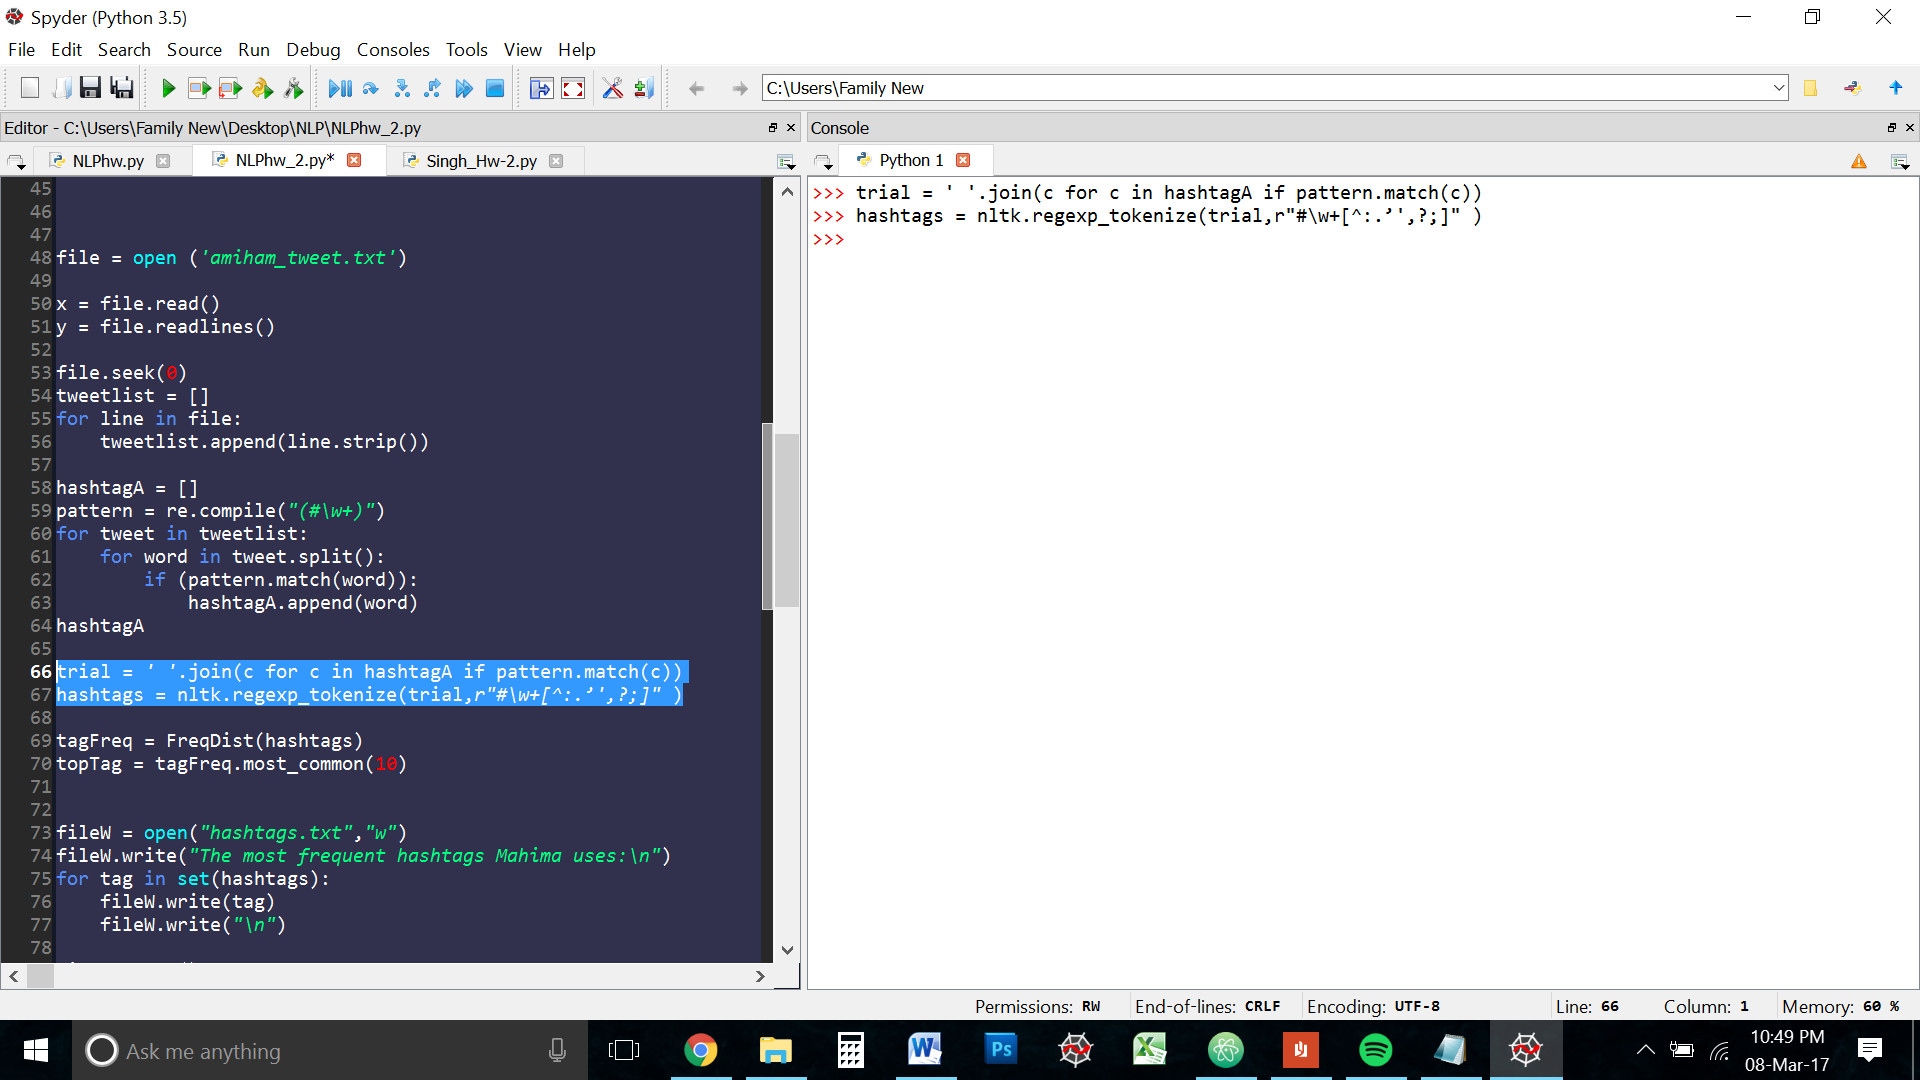 Spyder (Python 3.5)
File Edit Search Source Run Debug Consoles Tools View Help
C:\Users\Family New
Editor - C:\Users\Family New\Desktop\NLP\NLPhw_2.py
NLPhw.py NLPhw_2.py* Singh_Hw-2.py
45
46
47
48 file = open ('amiham_tweet.txt')
49
50 x = file.read()
51 y = file.readlines()
52
53 file.seek(0)
54 tweetlist = []
55 for line in file:
56     tweetlist.append(line.strip())
57
58 hashtagA = []
59 pattern = re.compile("(#\w+)")
60 for tweet in tweetlist:
61     for word in tweet.split():
62         if (pattern.match(word)):
63             hashtagA.append(word)
64 hashtagA
65
66 trial = ' '.join(c for c in hashtagA if pattern.match(c))
67 hashtags = nltk.regexp_tokenize(trial,r"#\w+[^:.’',?;]" )
68
69 tagFreq = FreqDist(hashtags)
70 topTag = tagFreq.most_common(10)
71
72
73 fileW = open("hashtags.txt","w")
74 fileW.write("The most frequent hashtags Mahima uses:\n")
75 for tag in set(hashtags):
76     fileW.write(tag)
77     fileW.write("\n")
78
Console
Python 1
>>> trial = ' '.join(c for c in hashtagA if pattern.match(c))
>>> hashtags = nltk.regexp_tokenize(trial,r"#\w+[^:.’',?;]" )
>>>
Permissions: RW End-of-lines: CRLF Encoding: UTF-8 Line: 66 Column: 1 Memory: 60 %
Ask me anything
W
Ps
10:49 PM
08-Mar-17